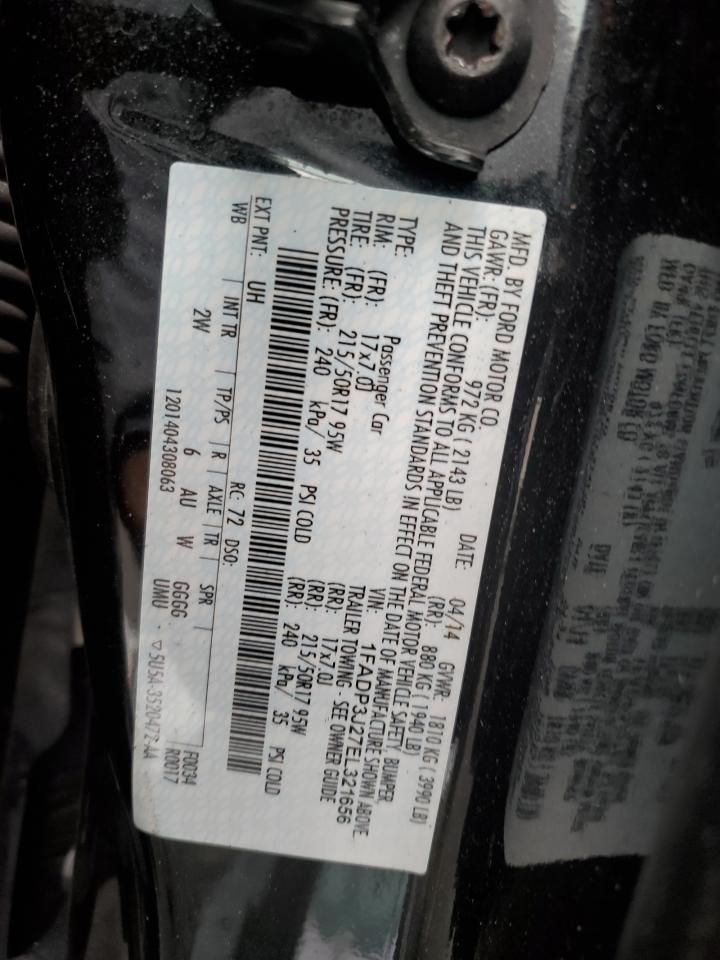 MFD. BY FORD MOTOR CO.
DATE: 04/14 GVWR: 1810 KG ( 3990 LB)
GAWR: (FR): 972 KG ( 2143 LB) (RR): 880 KG ( 1940 LB)
THIS VEHICLE CONFORMS TO ALL APPLICABLE FEDERAL MOTOR VEHICLE SAFETY, BUMPER
AND THEFT PREVENTION STANDARDS IN EFFECT ON THE DATE OF MANUFACTURE SHOWN ABOVE.
VIN: 1FADP3J27EL321656
TYPE: Passenger Car TRAILER TOWING - SEE OWNER GUIDE
RIM: (FR): 17x7.0J (RR): 17x7.0J
TIRE: (FR): 215/50R17 95W (RR): 215/50R17 95W
PRESSURE: (FR): 240 kPa/ 35 PSI COLD (RR): 240 kPa/ 35 PSI COLD
EXT PNT: UH RC: 72 DSO:
WB | INT TR | TP/PS | R | AXLE | TR | SPR |
2W 6 AU W GGGG F0034
UMU R0017
1201404308063 ▽5U5A-3520472-AA